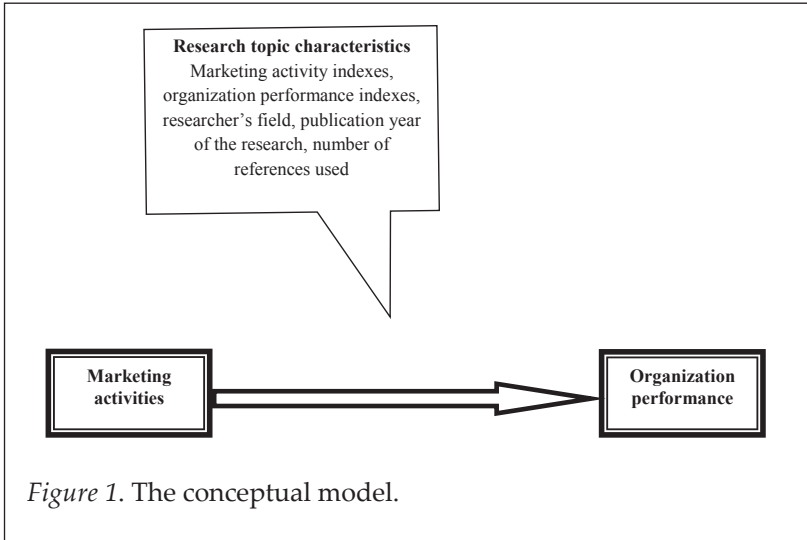 Research topic characteristics
Marketing activity indexes,
organization performance indexes,
researcher's field, publication year
of the research, number of
references used
Marketing
activities
Organization
performance
Figure 1. The conceptual model.